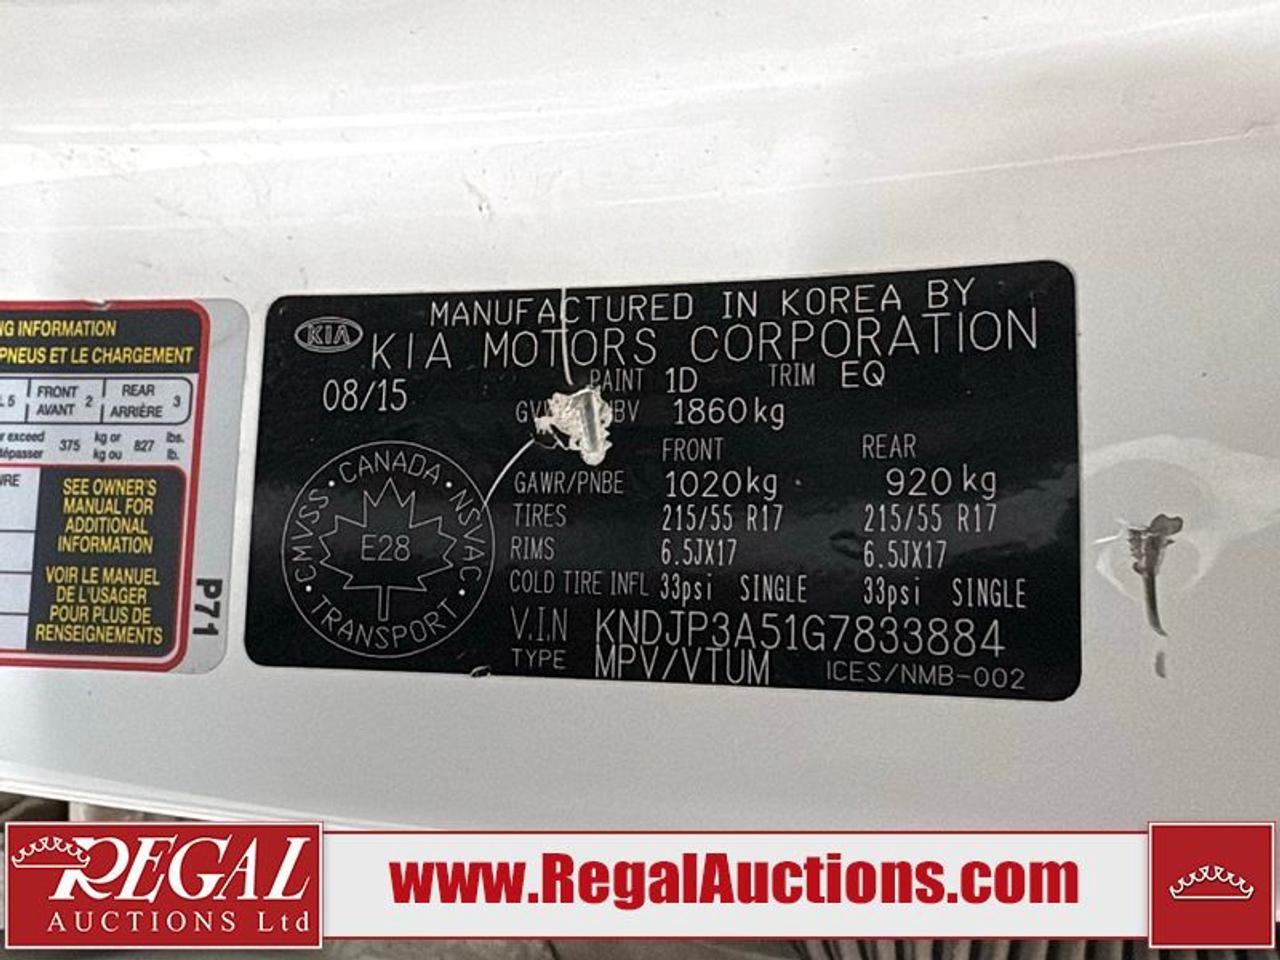 MANUFACTURED IN KOREA BY
KIA
KIA MOTORS CORPORATION
08/15
PAINT 1D TRIM EQ
1860kg
FRONT REAR
GAWR/PNBE 1020kg 920kg
TIRES 215/55 R17 215/55 R17
RIMS 6.5JX17 6.5JX17
COLD TIRE INFL 33psi SINGLE 33psi SINGLE
V.I.N KNDJP3A51G7833884
TYPE MPV/VTUM ICES/NMB-002
CANADA · NSVAC · TRANSPORT · CMVSS
E28
INFORMATION
PNEUS ET LE CHARGEMENT
5 FRONT AVANT 2 REAR ARRIÈRE 3
exceed 375 kg or 827 lbs.
dépasser kg ou lb.
SEE OWNER'S
MANUAL FOR
ADDITIONAL
INFORMATION
VOIR LE MANUEL
DE L'USAGER
POUR PLUS DE
RENSEIGNEMENTS
P71
REGAL
AUCTIONS Ltd
www.RegalAuctions.com